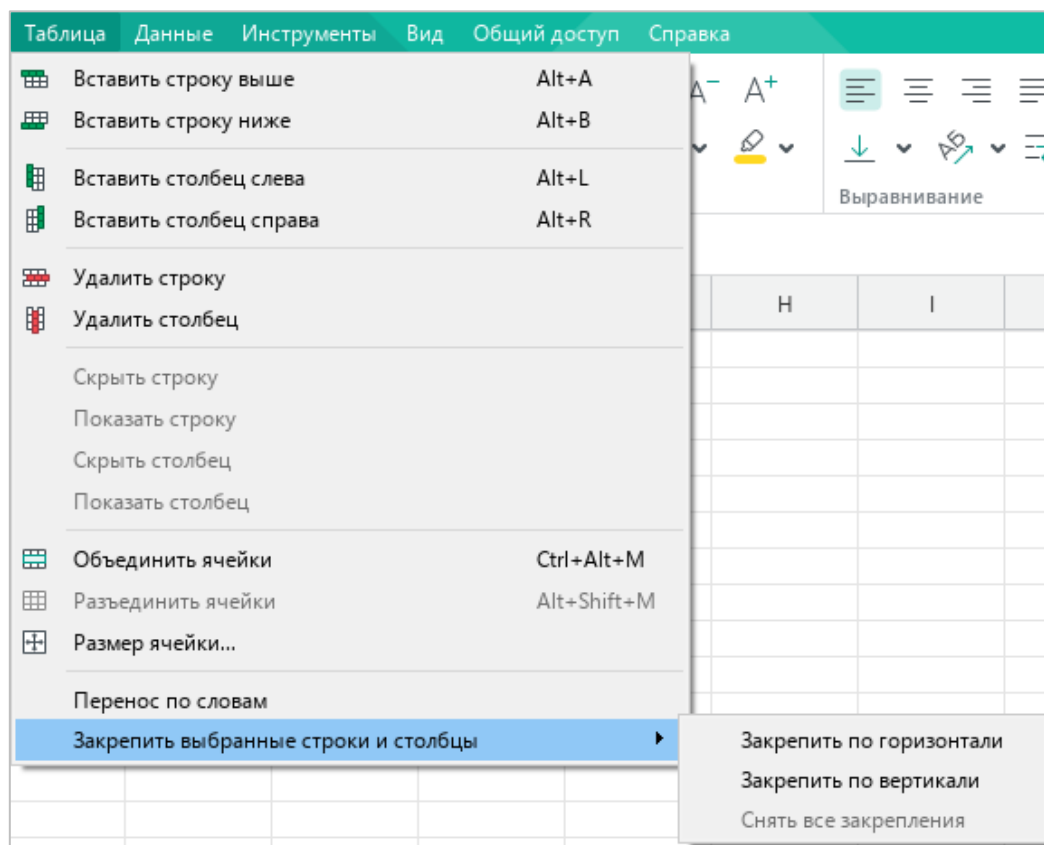 Таблица Данные Инструменты Вид Общий доступ Справка
Вставить строку выше Alt+A
Вставить строку ниже Alt+B
Вставить столбец слева Alt+L
Вставить столбец справа Alt+R
Удалить строку
Удалить столбец
Скрыть строку
Показать строку
Скрыть столбец
Показать столбец
Объединить ячейки Ctrl+Alt+M
Разъединить ячейки Alt+Shift+M
Размер ячейки...
Перенос по словам
Закрепить выбранные строки и столбцы
Закрепить по горизонтали
Закрепить по вертикали
Снять все закрепления
A− A+
Выравнивание
H I